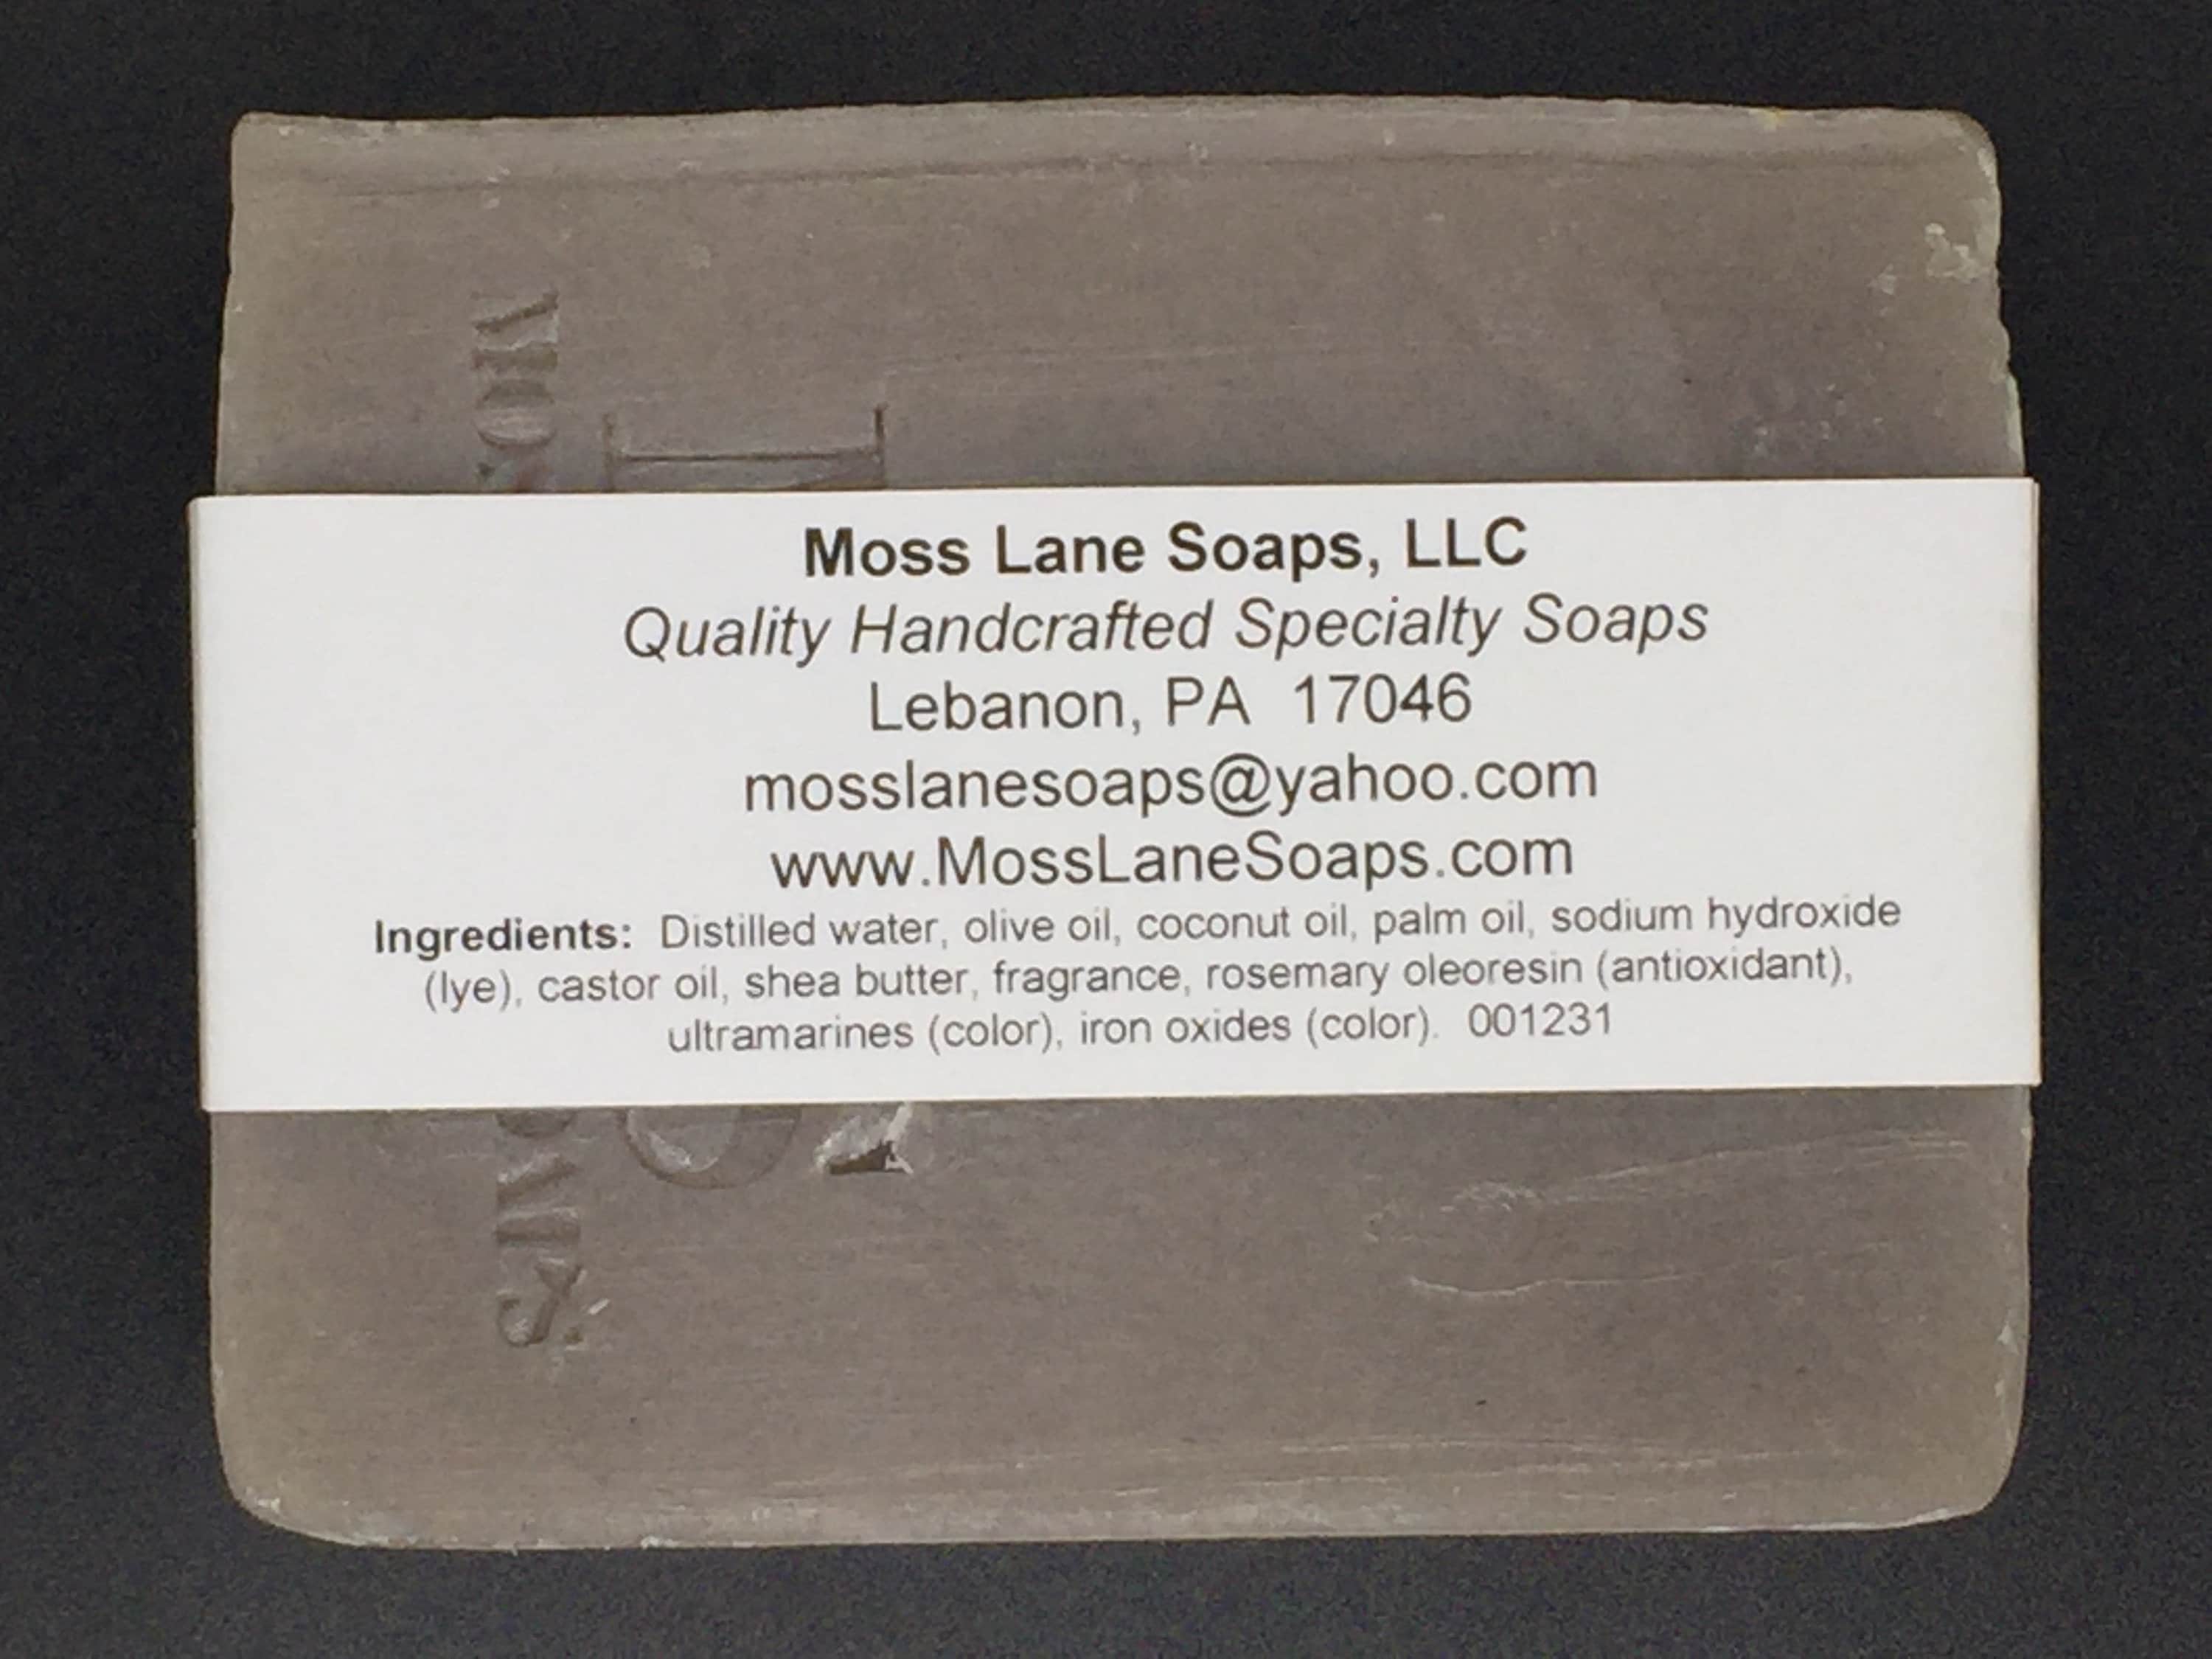 Moss Lane Soaps, LLC
Quality Handcrafted Specialty Soaps
Lebanon, PA 17046
mosslanesoaps@yahoo.com
www.MossLaneSoaps.com
Ingredients: Distilled water, olive oil, coconut oil, palm oil, sodium hydroxide
(lye), castor oil, shea butter, fragrance, rosemary oleoresin (antioxidant),
ultramarines (color), iron oxides (color). 001231